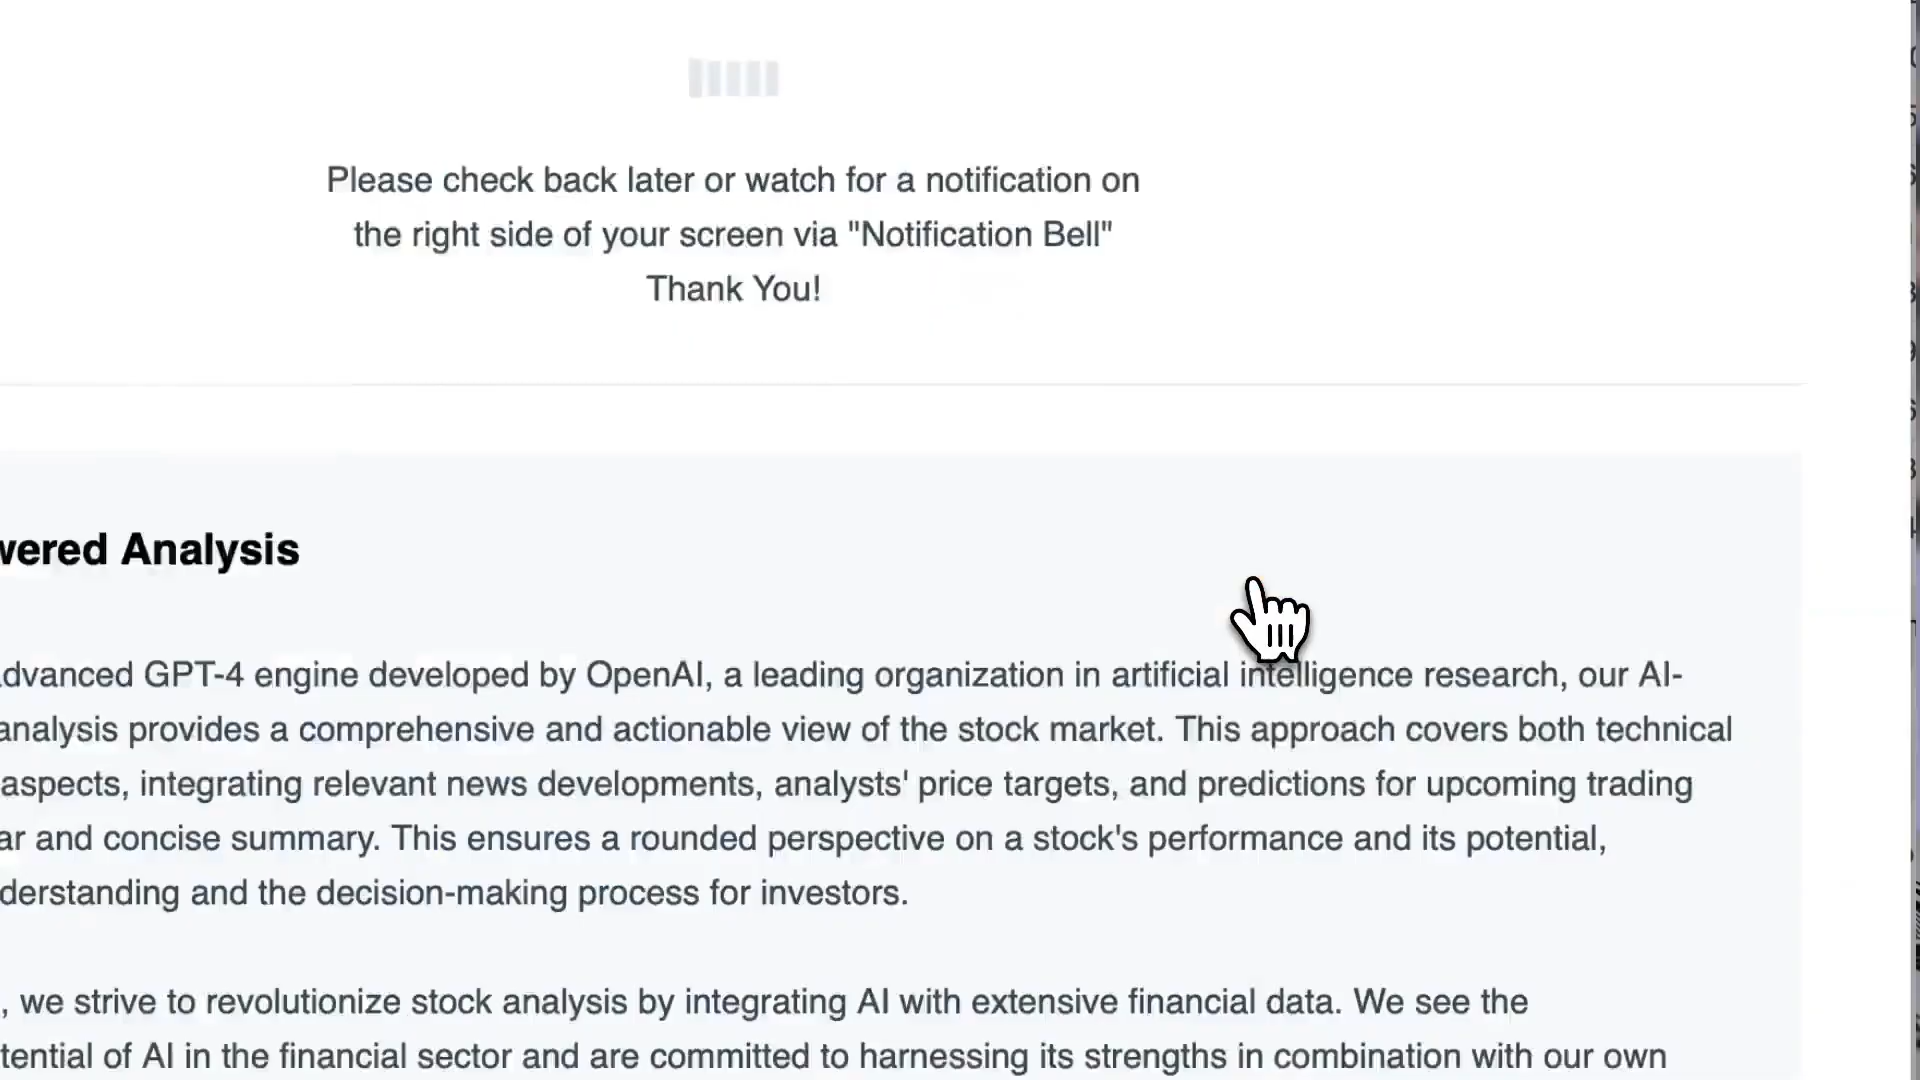 Please check back later or watch for a notification on
the right side of your screen via "Notification Bell"
Thank You!
Analysis
GPT-4 engine developed by OpenAI, a leading organization in artificial intelligence research, our AI-
analysis provides a comprehensive and actionable view of the stock market. This approach covers both technical
aspects, integrating relevant news developments, analysts' price targets, and predictions for upcoming trading
and concise summary. This ensures a rounded perspective on a stock's performance and its potential,
and the decision-making process for investors.
, we strive to revolutionize stock analysis by integrating AI with extensive financial data. We see the
of AI in the financial sector and are committed to harnessing its strengths in combination with our own